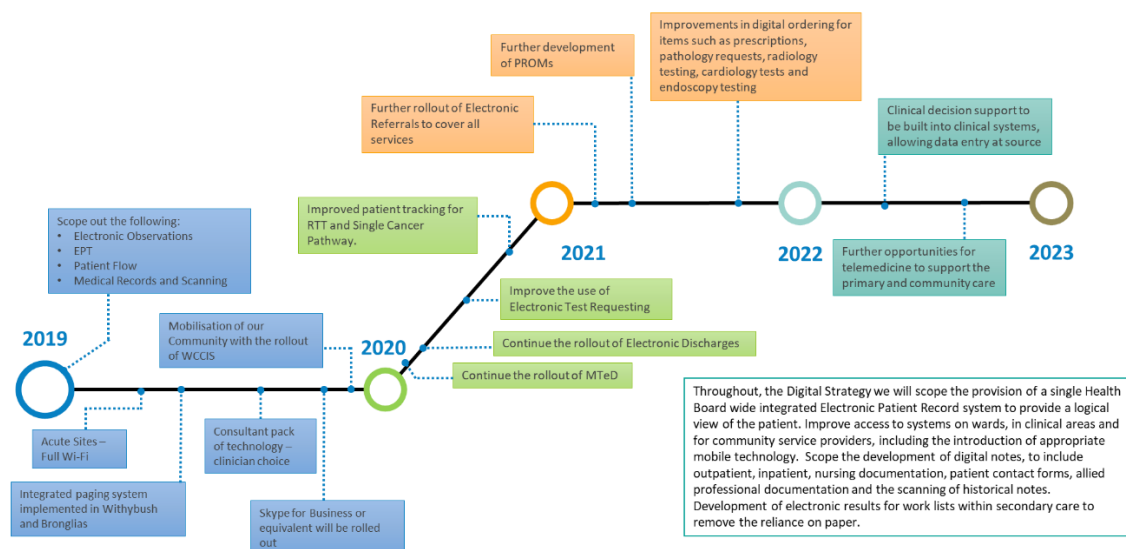 Improvements in digital ordering for
items such as prescriptions,
pathology requests, radiology
testing, cardiology tests and
endoscopy testing
Further development
of PROMs
Further rollout of Electronic
Referrals to cover all
services
Clinical decision support to
be built into clinical systems,
allowing data entry at source
Improved patient tracking for
RTT and Single Cancer
Pathway.
2021
2022
2023
Scope out the following:
• Electronic Observations
• EPT
• Patient Flow
• Medical Records and Scanning
Further opportunities for
telemedicine to support the
primary and community care
Improve the use of
Electronic Test Requesting
2019
Mobilisation of our
Community with the rollout
of WCCIS
2020
Continue the rollout of Electronic Discharges
Continue the rollout of MTeD
Acute Sites –
Full Wi-Fi
Consultant pack
of technology -
clinician choice
Integrated paging system
implemented in Withybush
and Bronglias
Skype for Business or
equivalent will be rolled
out
Throughout, the Digital Strategy we will scope the provision of a single Health
Board wide integrated Electronic Patient Record system to provide a logical
view of the patient. Improve access to systems on wards, in clinical areas and
for community service providers, including the introduction of appropriate
mobile technology. Scope the development of digital notes, to include
outpatient, inpatient, nursing documentation, patient contact forms, allied
professional documentation and the scanning of historical notes.
Development of electronic results for work lists within secondary care to
remove the reliance on paper.